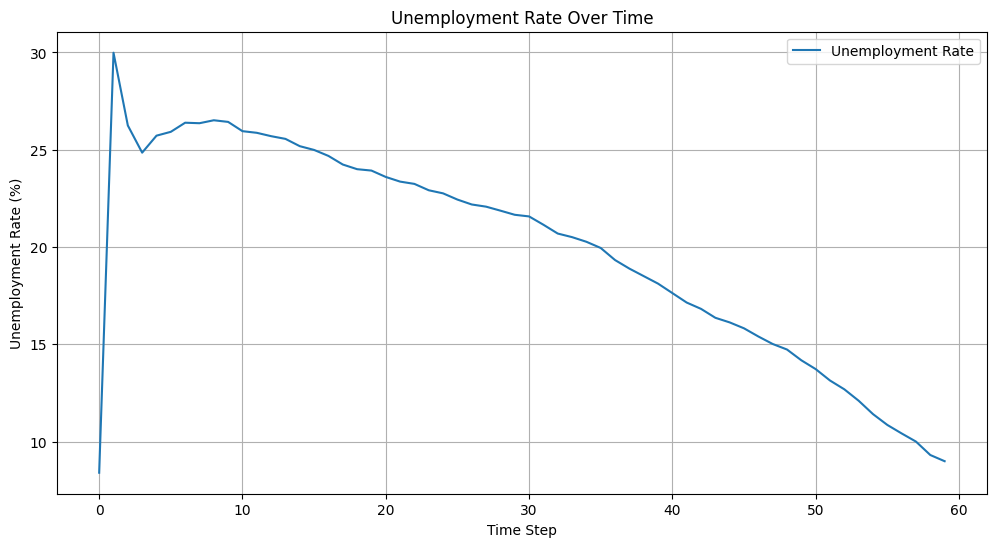 Unemployment Rate Over Time
Unemployment Rate
Unemployment Rate (%)
30
25
20
15
10
0 10 20 30 40 50 60
Time Step